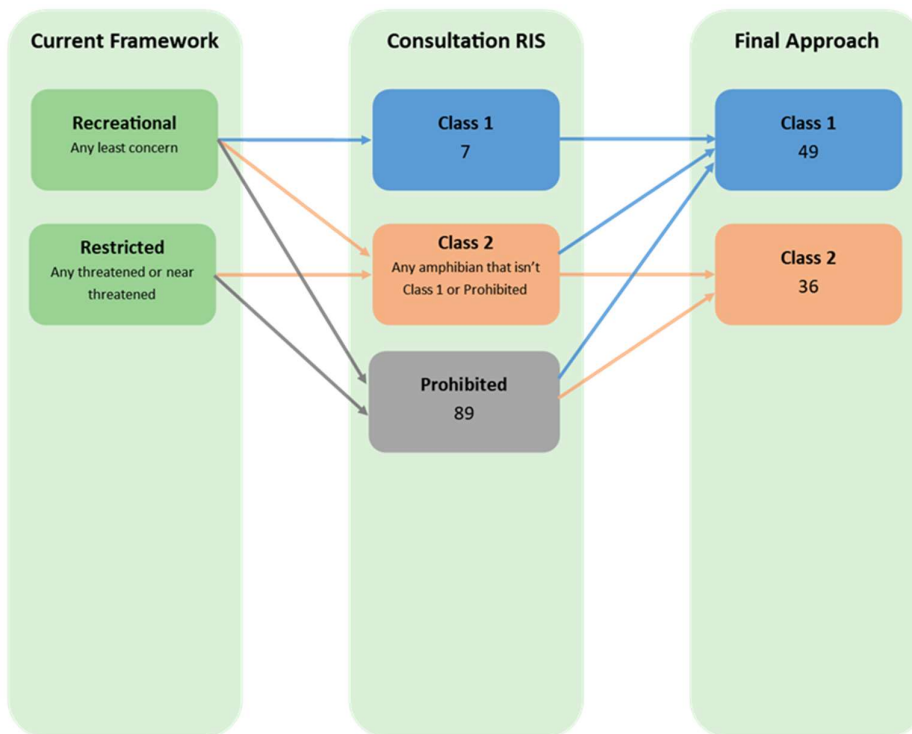 Current Framework
Recreational
Any least concern
Restricted
Any threatened or near
threatened
Consultation RIS
Class 1
7
Class 2
Any amphibian that isn’t
Class 1 or Prohibited
Prohibited
89
Final Approach
Class 1
49
Class 2
36